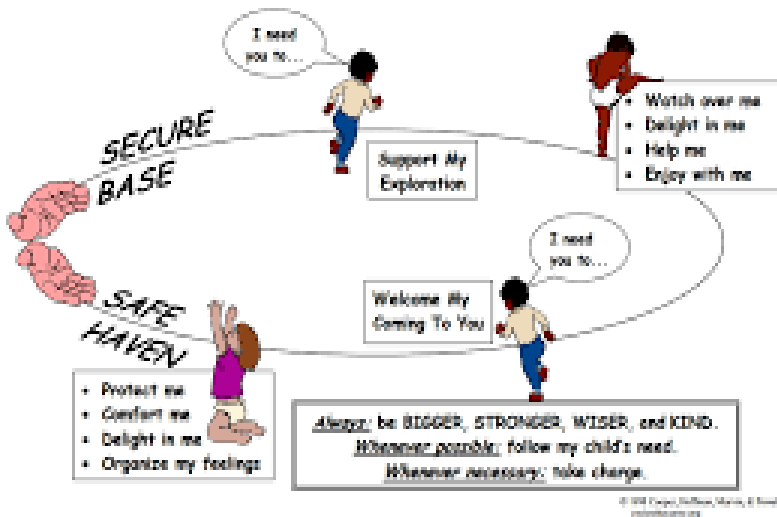 I need
you to...
SECURE
BASE
Support My
Exploration
• Watch over me
• Delight in me
• Help me
• Enjoy with me
I need
you to...
Welcome My
Coming To You
SAFE
HAVEN
• Protect me
• Comfort me
• Delight in me
• Organize my feelings
Always: be BIGGER, STRONGER, WISER, and KIND.
Whenever possible: follow my child's need.
Whenever necessary: take charge.